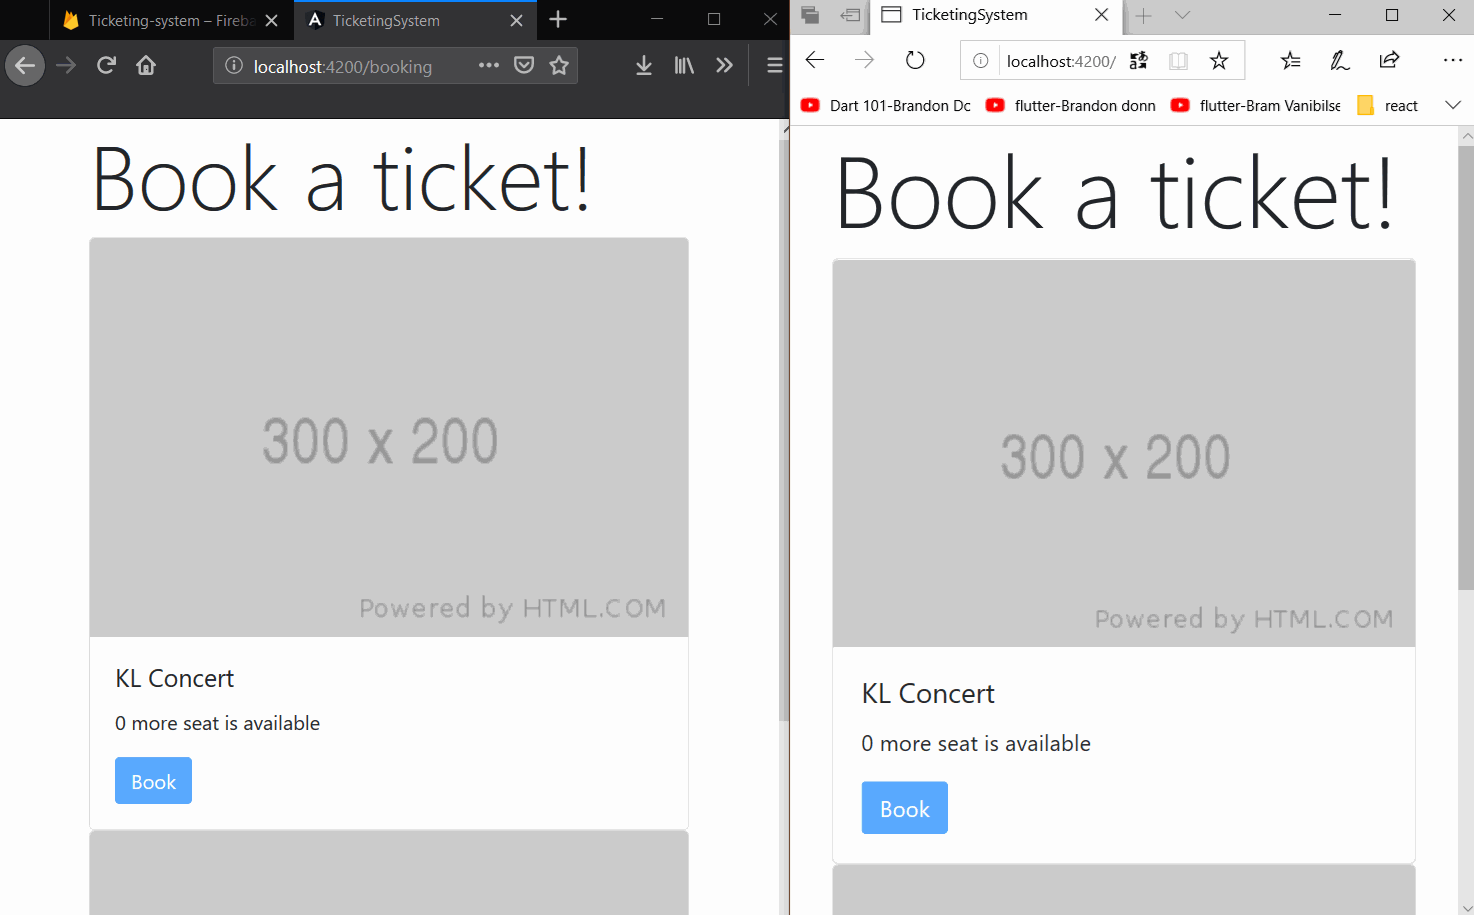 Ticketing-system – Fireba
TicketingSystem
localhost:4200/booking
Book a ticket!
300 x 200
Powered by HTML.COM
KL Concert
0 more seat is available
Book
TicketingSystem
localhost:4200/
Dart 101-Brandon Dc
flutter-Brandon donn
flutter-Bram Vanibilse
react
Book a ticket!
300 x 200
Powered by HTML.COM
KL Concert
0 more seat is available
Book